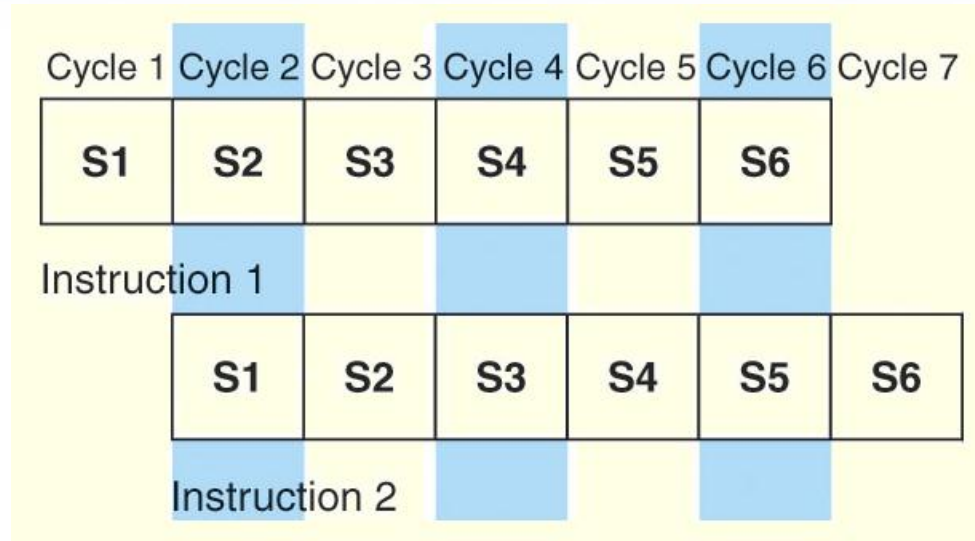 Cycle 1 Cycle 2 Cycle 3 Cycle 4 Cycle 5 Cycle 6 Cycle 7
S1 S2 S3 S4 S5 S6
Instruction 1
S1 S2 S3 S4 S5 S6
Instruction 2